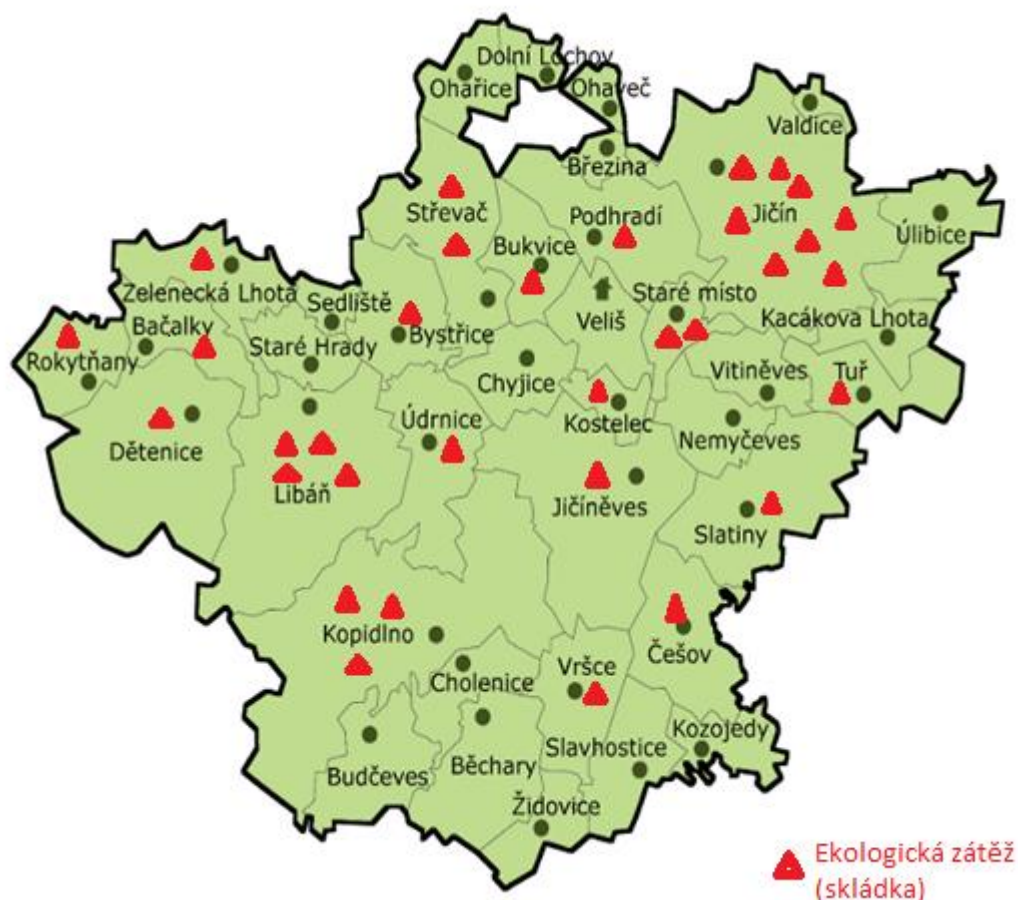 Dolní Lochov
Ohařice
Ohaveč
Valdice
Březina
Střevač
Podhradí
Jičín
Úlibice
Bukvice
Zelenecká Lhota
Sedliště
Staré místo
Bačalky
Bystřice
Veliš
Kacákova Lhota
Rokytňany
Staré Hrady
Chyjice
Vitiněves
Tuř
Údrnice
Kostelec
Nemyčeves
Dětenice
Libáň
Jičíněves
Slatiny
Kopidlno
Češov
Vršce
Cholenice
Kozojedy
Slavhostice
Běchary
Budčeves
Židovice
Ekologická zátěž
(skládka)